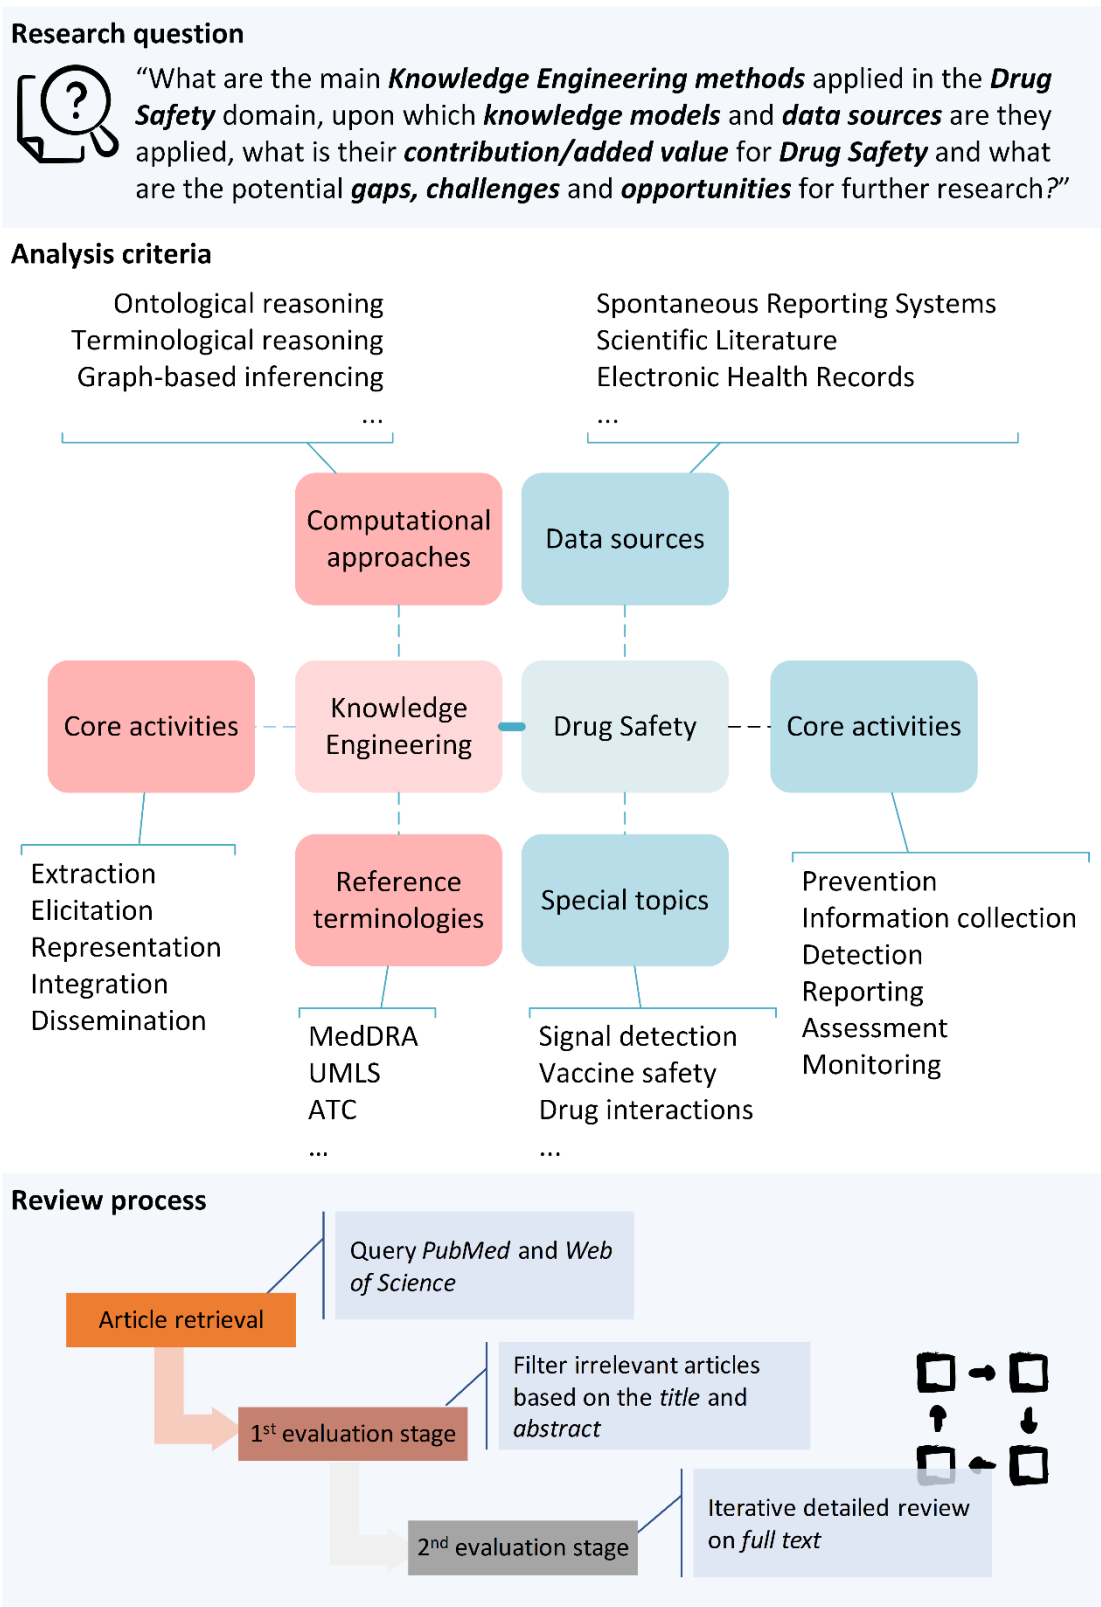 Research question
?
“What are the main Knowledge Engineering methods applied in the Drug
Safety domain, upon which knowledge models and data sources are they
applied, what is their contribution/added value for Drug Safety and what
are the potential gaps, challenges and opportunities for further research?”
Analysis criteria
Ontological reasoning
Terminological reasoning
Graph-based inferencing
...
Spontaneous Reporting Systems
Scientific Literature
Electronic Health Records
...
Computational
approaches
Data sources
Core activities
Knowledge
Engineering
Drug Safety
Core activities
Extraction
Elicitation
Representation
Integration
Dissemination
Reference
terminologies
Special topics
Prevention
Information collection
Detection
Reporting
Assessment
Monitoring
MedDRA
UMLS
ATC
...
Signal detection
Vaccine safety
Drug interactions
...
Review process
Query PubMed and Web
of Science
Article retrieval
Filter irrelevant articles
based on the title and
abstract
1st evaluation stage
Iterative detailed review
on full text
2nd evaluation stage